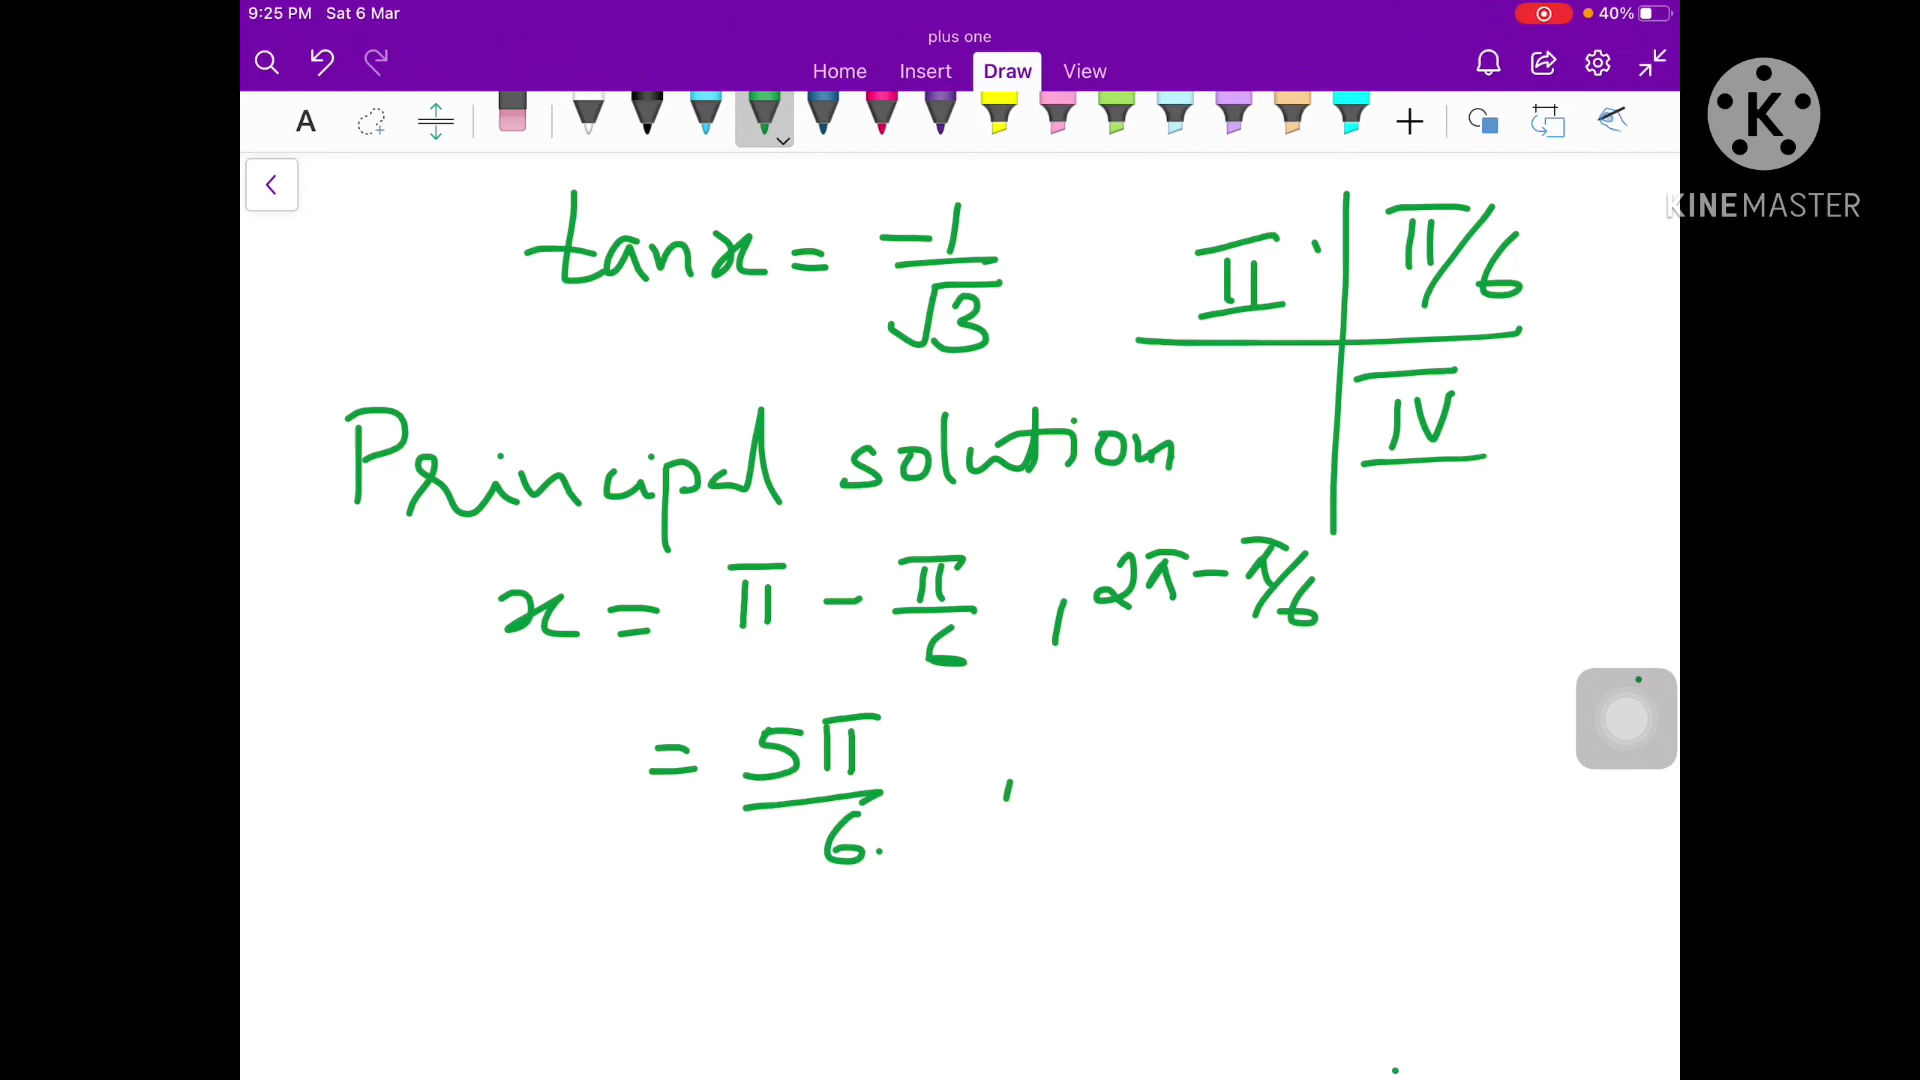 9:25 PM Sat 6 Mar
40%
plus one
Home Insert Draw View
A
K
KINEMASTER
tan x = -1/√3
II π/6
IV
Principal solution
x = π - π/6 , 2π - π/6
= 5π/6 ,